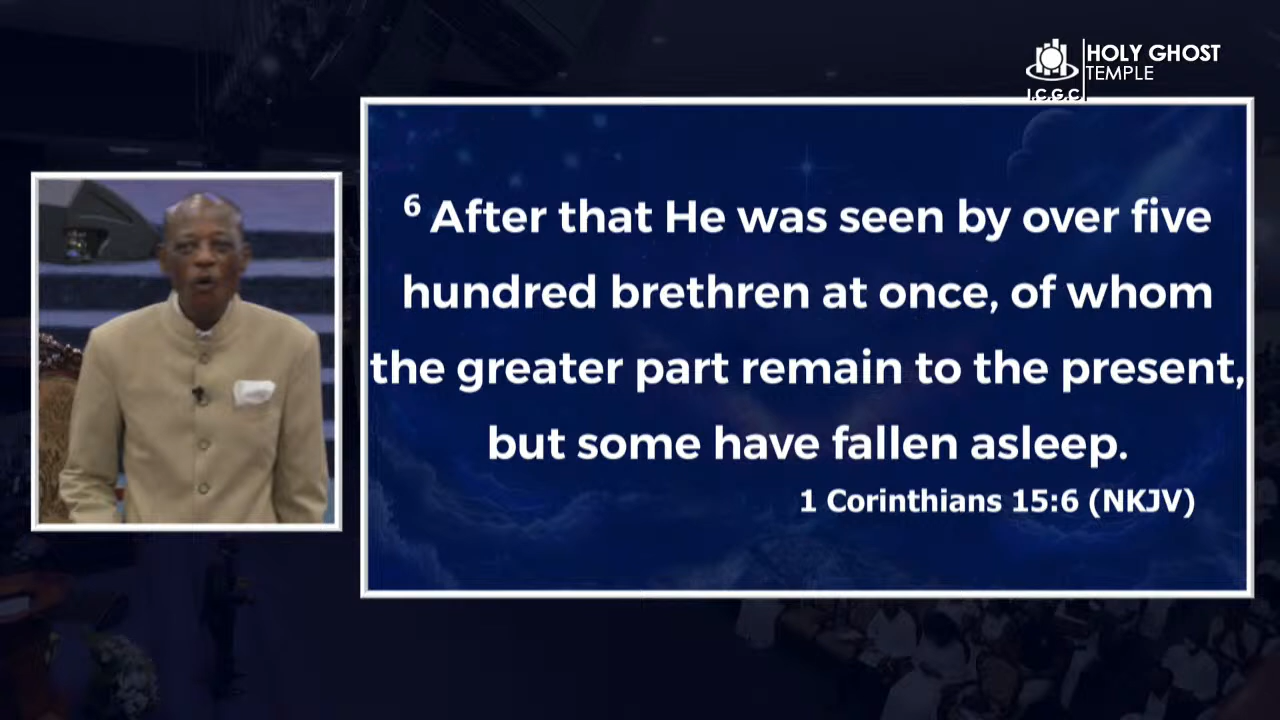 HOLY GHOST
TEMPLE
I.C.G.C
6 After that He was seen by over five
hundred brethren at once, of whom
the greater part remain to the present,
but some have fallen asleep.
1 Corinthians 15:6 (NKJV)